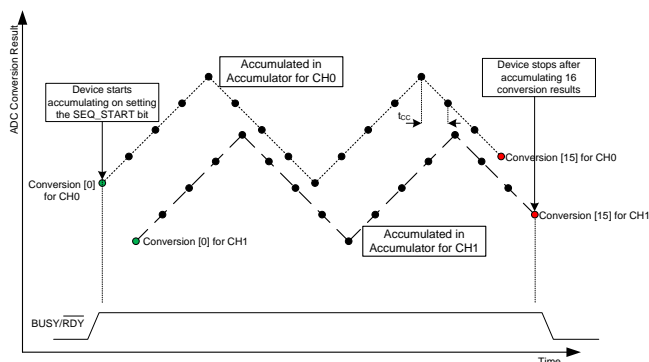 ADC Conversion Result
Accumulated in
Accumulator for CH0
Device starts
accumulating on setting
the SEQ_START bit
Device stops after
accumulating 16
conversion results
tCC
Conversion [0]
for CH0
Conversion [15] for CH0
Conversion [15] for CH1
Conversion [0] for CH1
Accumulated in
Accumulator for CH1
BUSY/RDY
Time